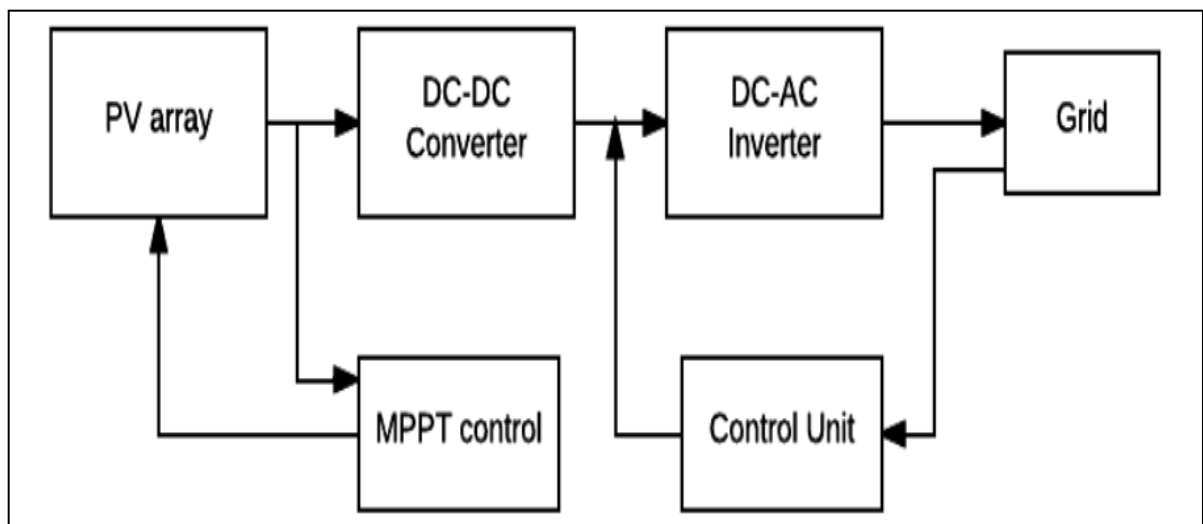 PV array
DC-DC
Converter
DC-AC
Inverter
Grid
MPPT control
Control Unit